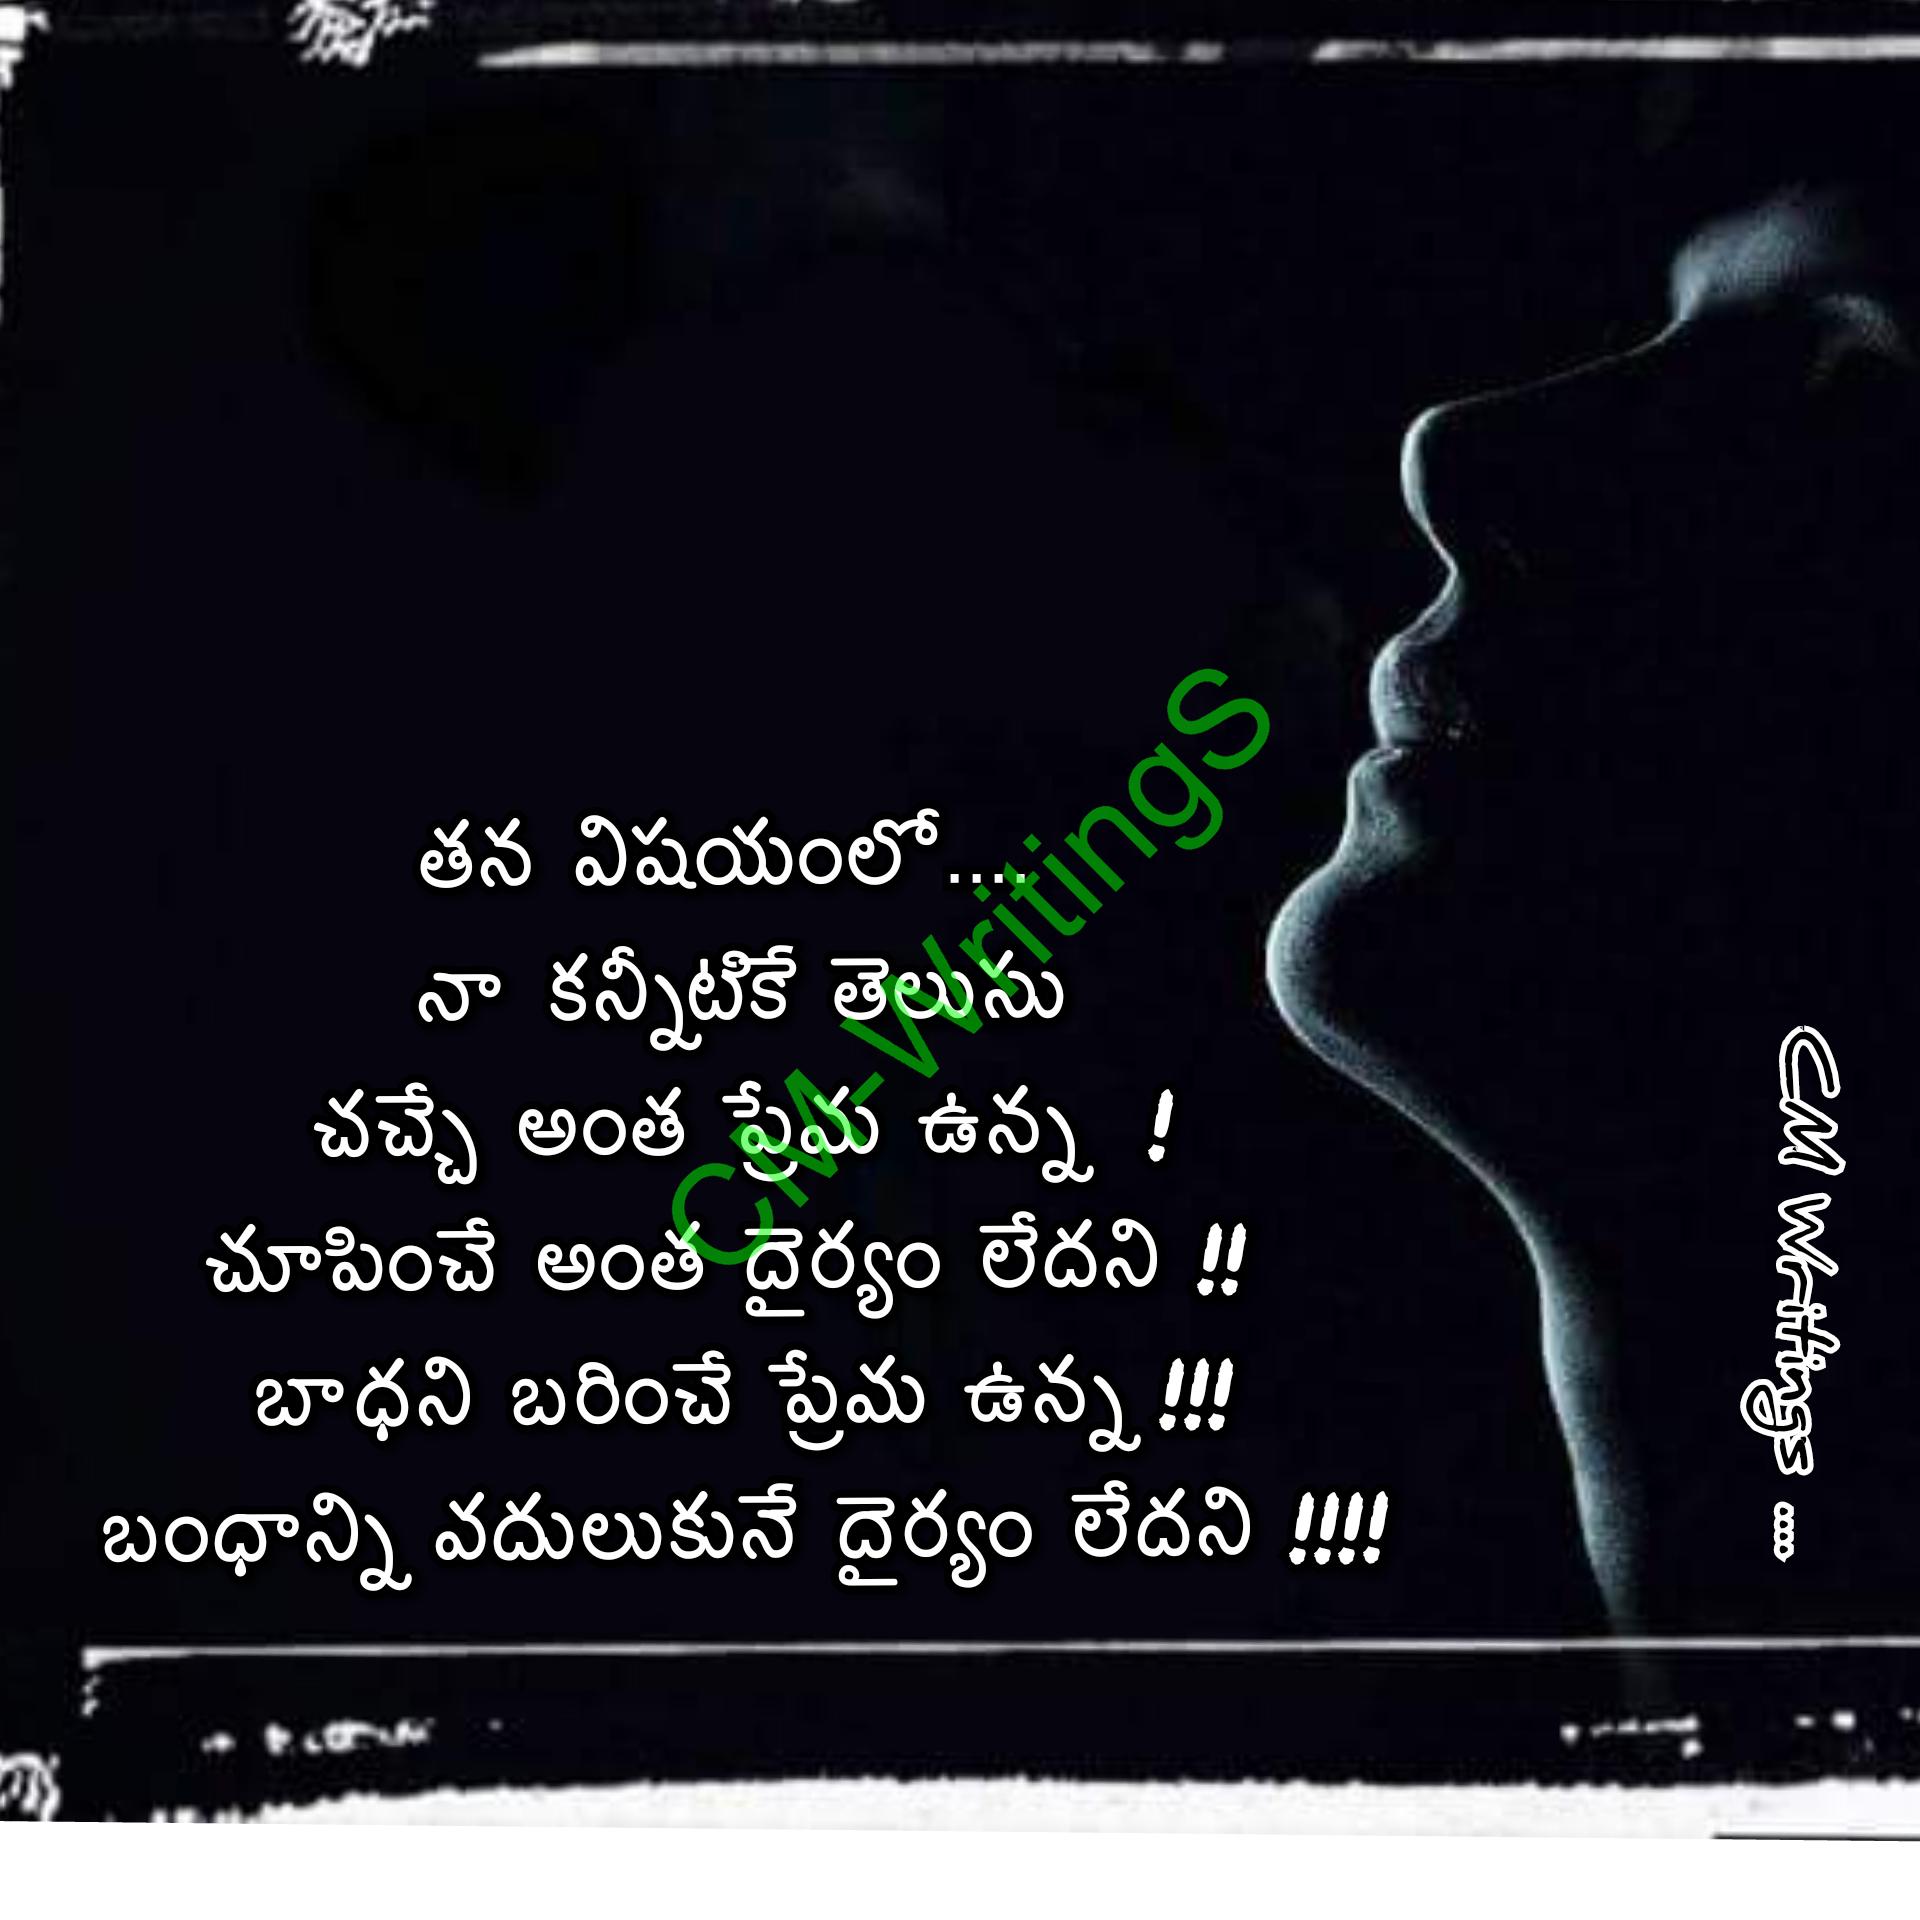 తన విషయంలో....
నా కన్నీటికే తెలుసు
చచ్చే అంత ప్రేమ ఉన్న !
చూపించే అంత దైర్యం లేదని !!
బాధని బరించే ప్రేమ ఉన్న !!!
బంధాన్ని వదులుకునే దైర్యం లేదని !!!!
CM-WritingS
CM Writings ....